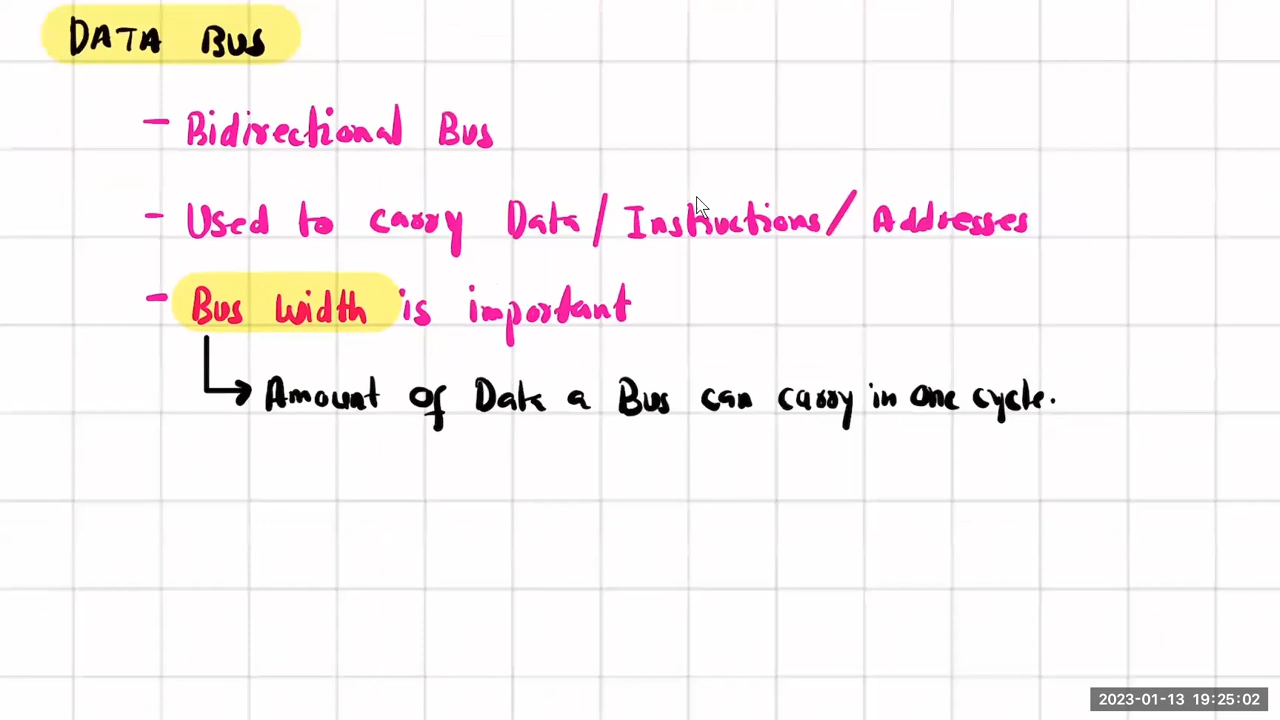 DATA BUS
- Bidirectional Bus
- Used to carry Data / Instructions / Addresses
- Bus width is important
Amount of Data a Bus can carry in one cycle.
2023-01-13 19:25:02